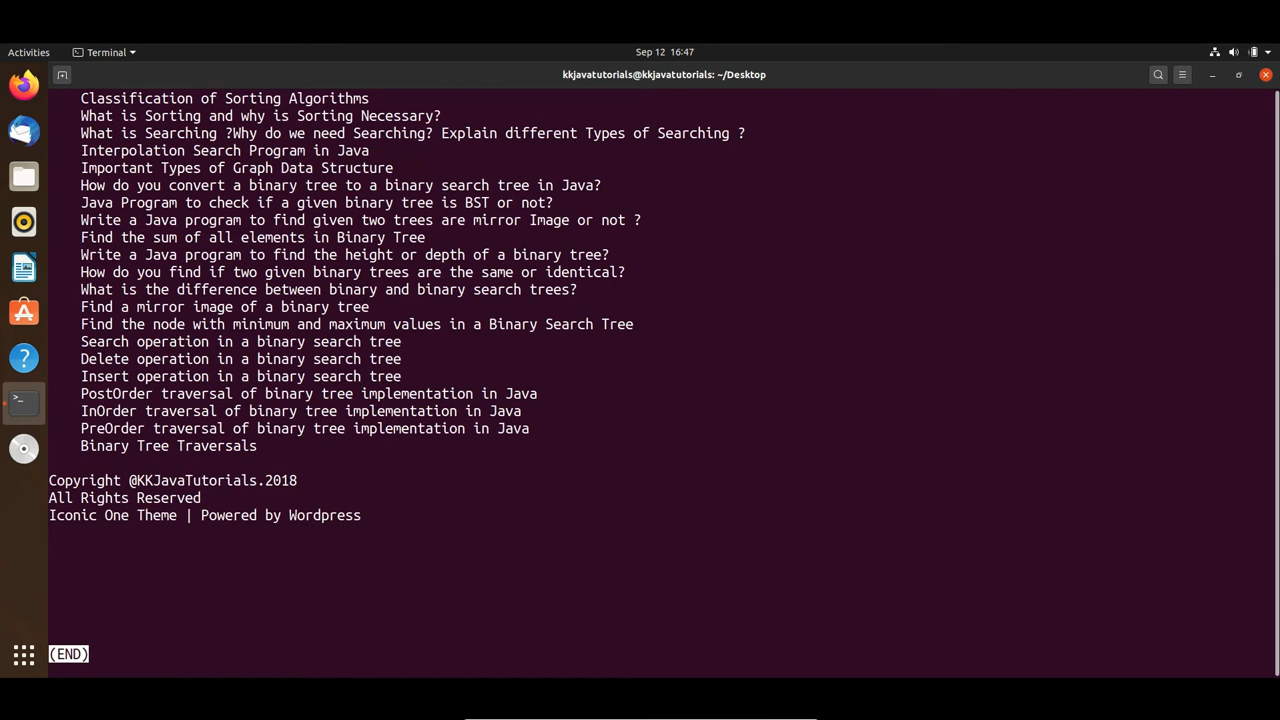 Activities
Terminal
Sep 12 16:47
kkjavatutorials@kkjavatutorials: ~/Desktop
Classification of Sorting Algorithms
What is Sorting and why is Sorting Necessary?
What is Searching ?Why do we need Searching? Explain different Types of Searching ?
Interpolation Search Program in Java
Important Types of Graph Data Structure
How do you convert a binary tree to a binary search tree in Java?
Java Program to check if a given binary tree is BST or not?
Write a Java program to find given two trees are mirror Image or not ?
Find the sum of all elements in Binary Tree
Write a Java program to find the height or depth of a binary tree?
How do you find if two given binary trees are the same or identical?
What is the difference between binary and binary search trees?
Find a mirror image of a binary tree
Find the node with minimum and maximum values in a Binary Search Tree
Search operation in a binary search tree
Delete operation in a binary search tree
Insert operation in a binary search tree
PostOrder traversal of binary tree implementation in Java
InOrder traversal of binary tree implementation in Java
PreOrder traversal of binary tree implementation in Java
Binary Tree Traversals
Copyright @KKJavaTutorials.2018
All Rights Reserved
Iconic One Theme | Powered by Wordpress
(END)